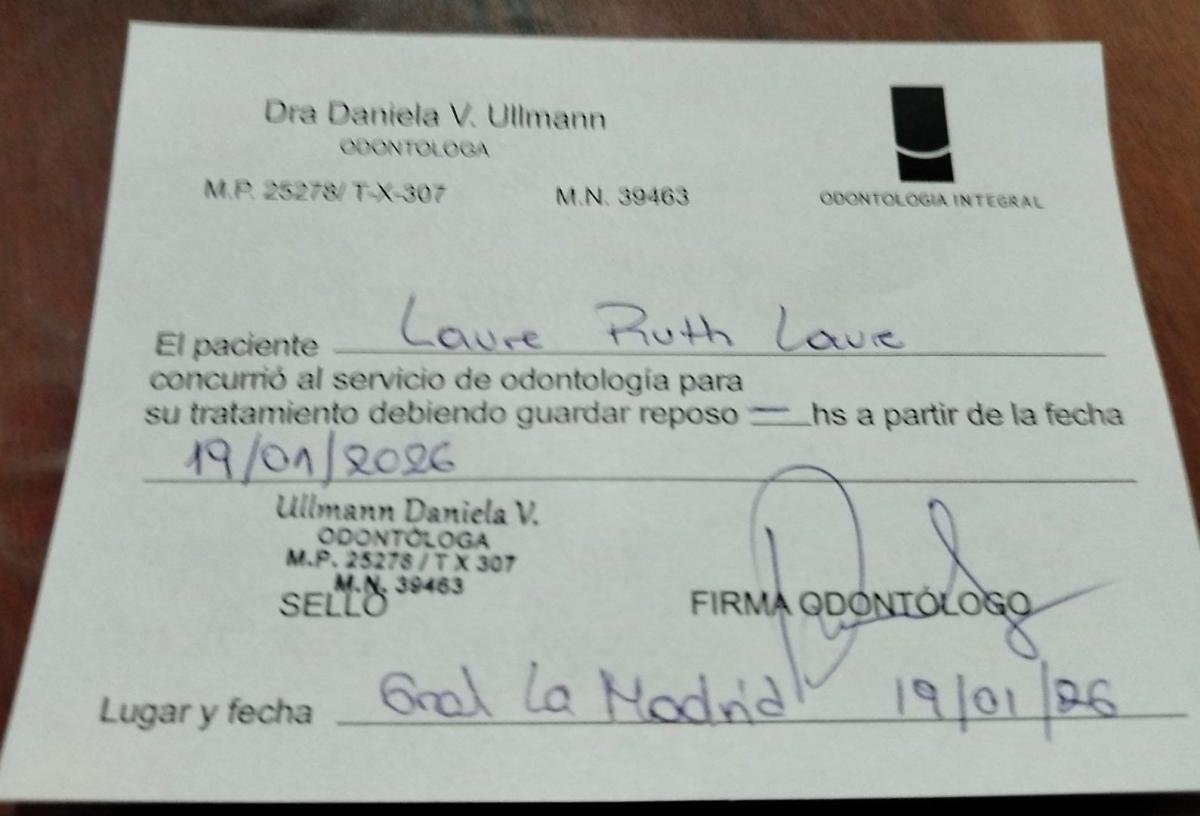 Dra Daniela V. Ullmann
ODONTOLOGA
M.P. 25278/ T-X-307 M.N. 39463
ODONTOLOGIA INTEGRAL
El paciente Laure Ruth Laure
concurrió al servicio de odontología para
su tratamiento debiendo guardar reposo — hs a partir de la fecha
19/01/2026
Ullmann Daniela V.
ODONTÓLOGA
M.P. 25278 / T X 307
M.N. 39463
SELLO FIRMA ODONTÓLOGO
Lugar y fecha Gral La Madrid 19/01/26